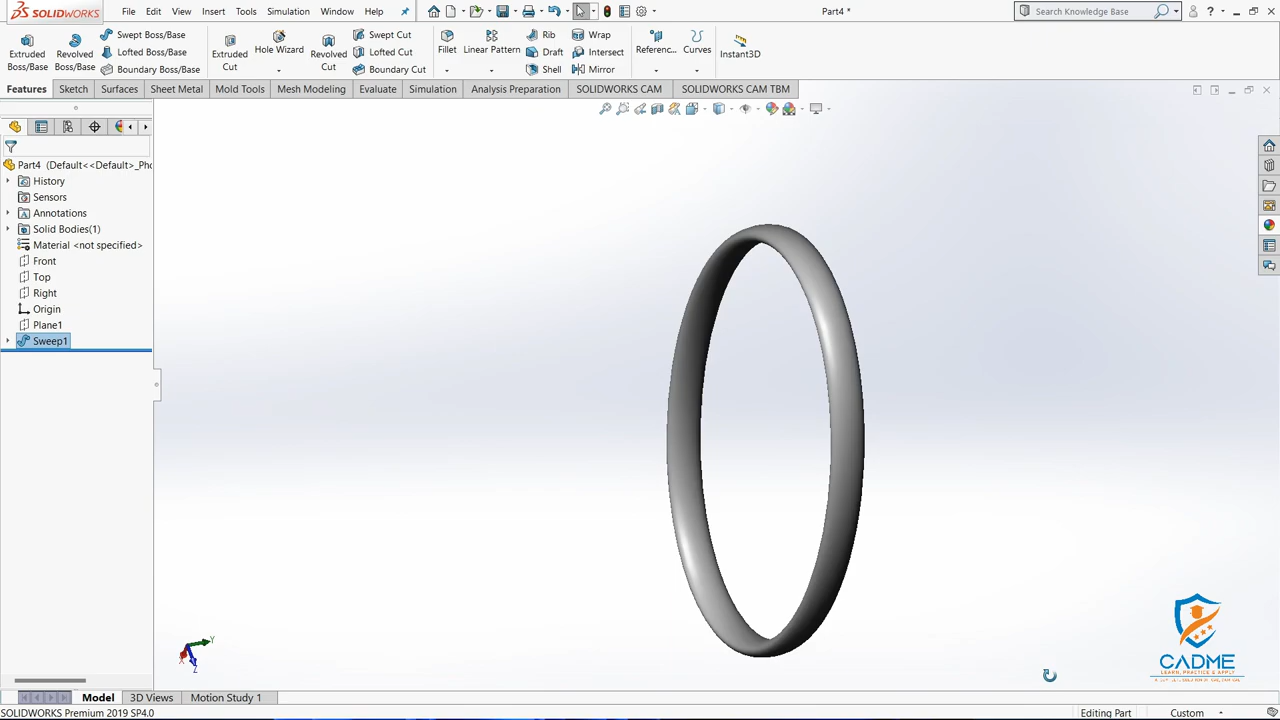 SOLIDWORKS File Edit View Insert Tools Simulation Window Help Part4 * Search Knowledge Base ?
Extruded Boss/Base
Revolved Boss/Base
Swept Boss/Base
Lofted Boss/Base
Boundary Boss/Base
Extruded Cut
Hole Wizard
Revolved Cut
Swept Cut
Lofted Cut
Boundary Cut
Fillet
Linear Pattern
Rib
Draft
Shell
Wrap
Intersect
Mirror
Referenc...
Curves
Instant3D
Features Sketch Surfaces Sheet Metal Mold Tools Mesh Modeling Evaluate Simulation Analysis Preparation SOLIDWORKS CAM SOLIDWORKS CAM TBM
Part4 (Default<<Default>_Pho
History
Sensors
Annotations
Solid Bodies(1)
Material <not specified>
Front
Top
Right
Origin
Plane1
Sweep1
Y
X
Z
CADME
Model 3D Views Motion Study 1
SOLIDWORKS Premium 2019 SP4.0 Editing Part Custom